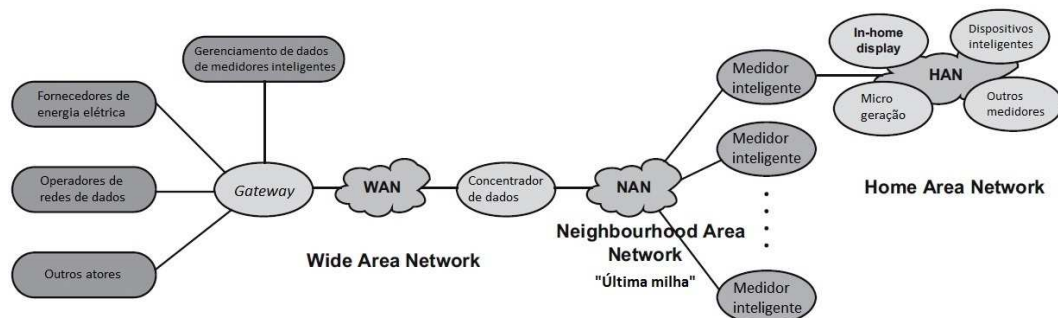 Gerenciamento de dados
de medidores inteligentes
Fornecedores de
energia elétrica
Operadores de
redes de dados
Outros atores
Gateway
WAN
Wide Area Network
Concentrador
de dados
NAN
Neighbourhood Area
Network
"Última milha"
Medidor
inteligente
Medidor
inteligente
Medidor
inteligente
In-home
display
Dispositivos
inteligentes
HAN
Micro
geração
Outros
medidores
Home Area Network